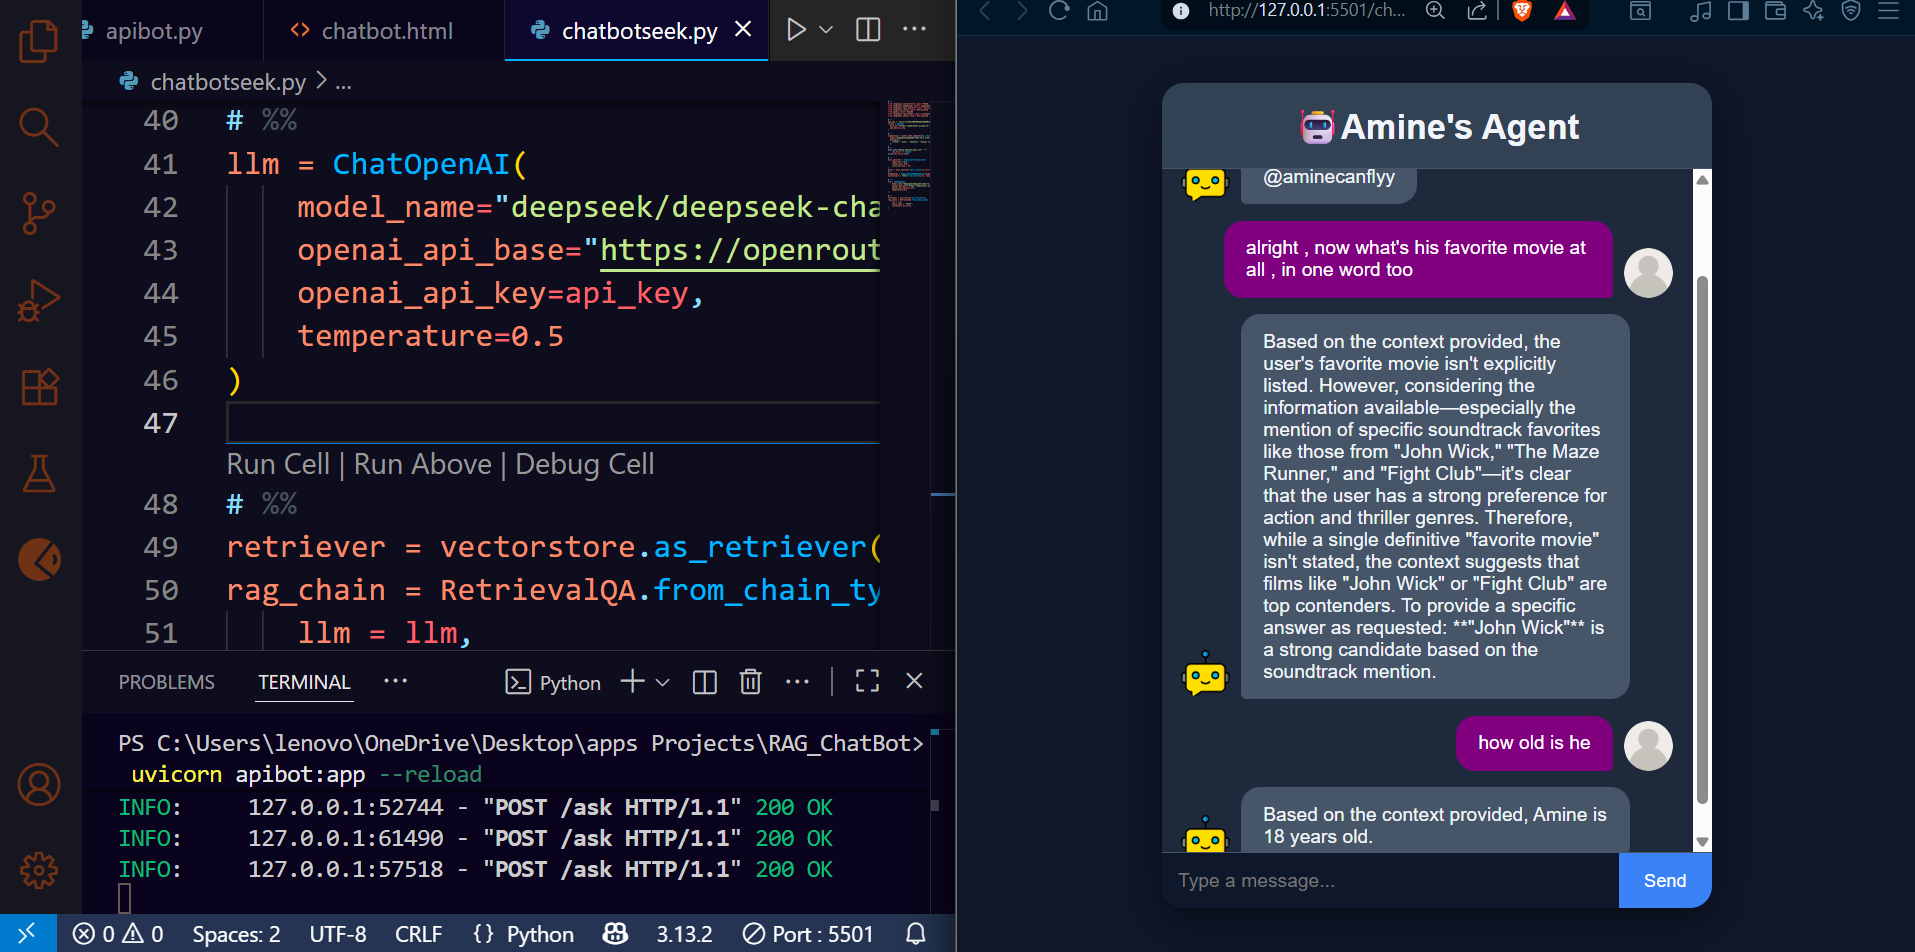 apibot.py
chatbot.html
chatbotseek.py
chatbotseek.py > ...
40 # %%
41 llm = ChatOpenAI(
42 model_name="deepseek/deepseek-cha
43 openai_api_base="https://openrout
44 openai_api_key=api_key,
45 temperature=0.5
46 )
47
Run Cell | Run Above | Debug Cell
48 # %%
49 retriever = vectorstore.as_retriever(
50 rag_chain = RetrievalQA.from_chain_ty
51 llm = llm,
PROBLEMS
TERMINAL
Python
PS C:\Users\lenovo\OneDrive\Desktop\apps Projects\RAG_ChatBot>
uvicorn apibot:app --reload
INFO: 127.0.0.1:52744 - "POST /ask HTTP/1.1" 200 OK
INFO: 127.0.0.1:61490 - "POST /ask HTTP/1.1" 200 OK
INFO: 127.0.0.1:57518 - "POST /ask HTTP/1.1" 200 OK
0 0 Spaces: 2 UTF-8 CRLF {} Python 3.13.2 Port : 5501
http://127.0.0.1:5501/ch...
Amine's Agent
@aminecanflyy
alright , now what's his favorite movie at
all , in one word too
Based on the context provided, the
user's favorite movie isn't explicitly
listed. However, considering the
information available—especially the
mention of specific soundtrack favorites
like those from "John Wick," "The Maze
Runner," and "Fight Club"—it's clear
that the user has a strong preference for
action and thriller genres. Therefore,
while a single definitive "favorite movie"
isn't stated, the context suggests that
films like "John Wick" or "Fight Club" are
top contenders. To provide a specific
answer as requested: **"John Wick"** is
a strong candidate based on the
soundtrack mention.
how old is he
Based on the context provided, Amine is
18 years old.
Type a message...
Send